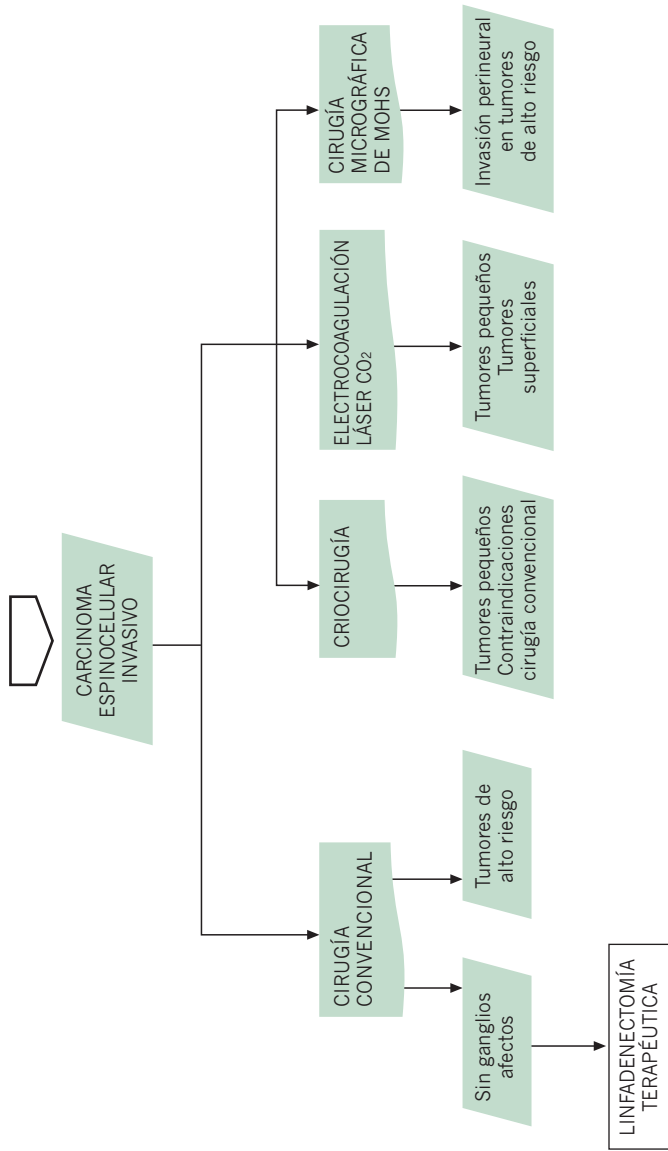 CARCINOMA
ESPINOCELULAR
INVASIVO
CIRUGÍA
CONVENCIONAL
Sin ganglios
afectos
LINFADENECTOMÍA
TERAPÉUTICA
Tumores de
alto riesgo
CRIOCIRUGÍA
Tumores pequeños
Contraindicaciones
cirugía convencional
ELECTROCOAGULACIÓN
LÁSER CO₂
Tumores pequeños
Tumores
superficiales
CIRUGÍA
MICROGRÁFICA
DE MOHS
Invasión perineural
en tumores
de alto riesgo